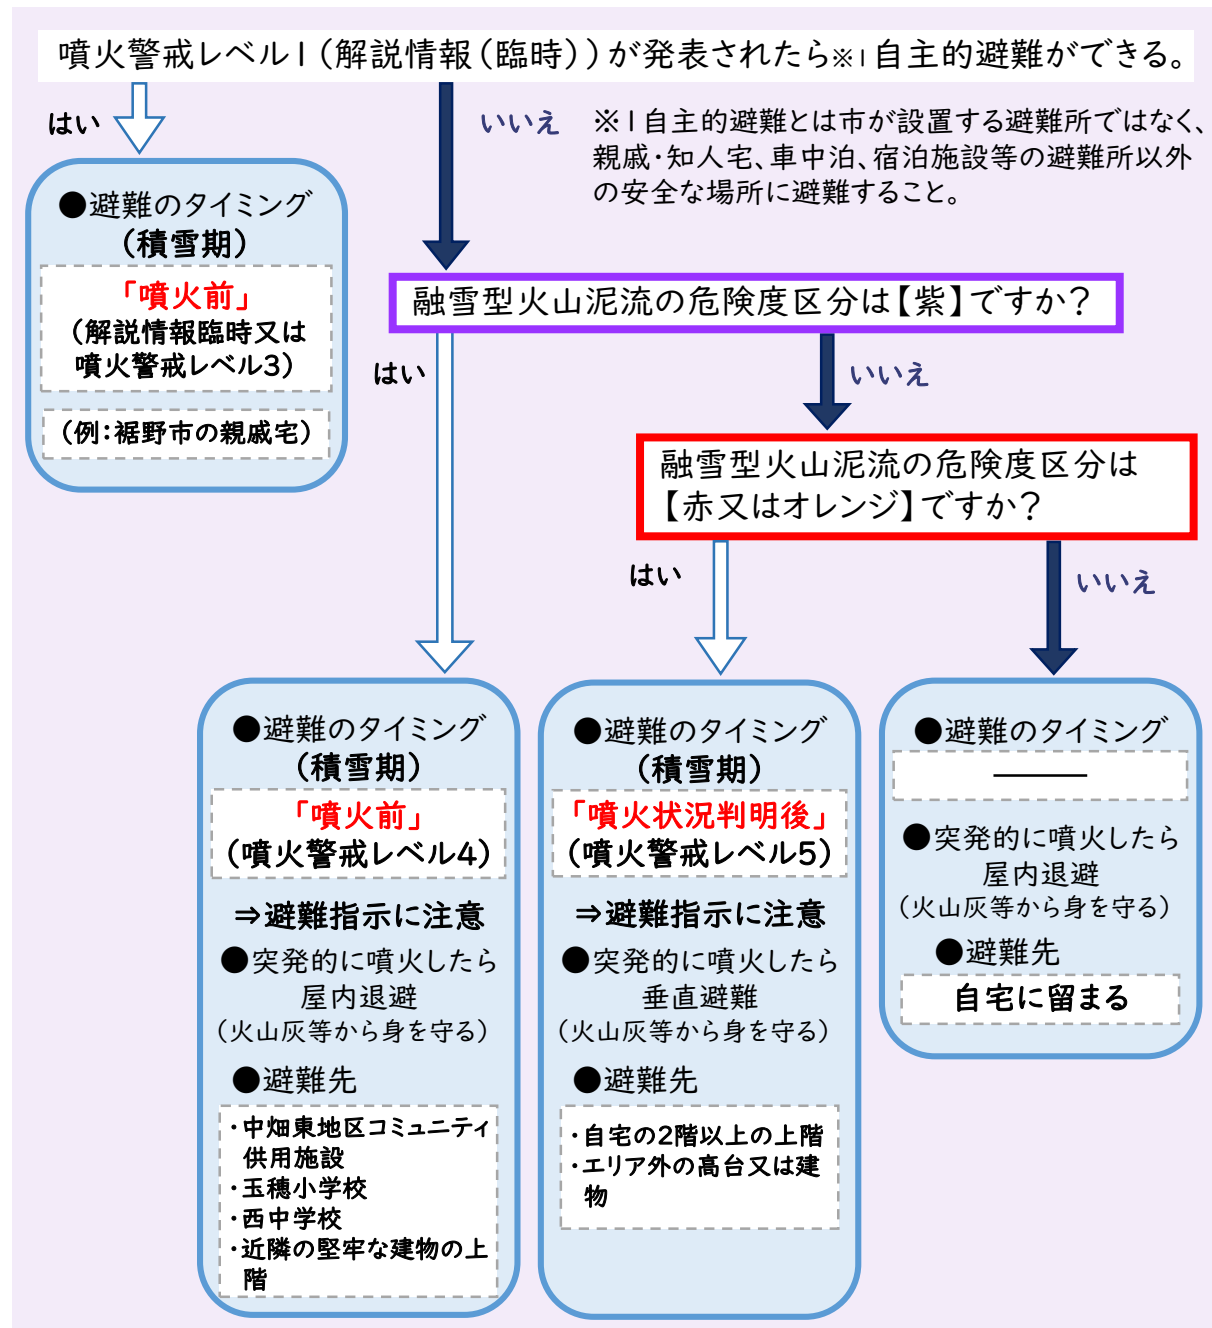 噴火警戒レベル1（解説情報（臨時））が発表されたら※1自主的避難ができる。
はい
いいえ
※1自主的避難とは市が設置する避難所ではなく、
親戚・知人宅、車中泊、宿泊施設等の避難所以外
の安全な場所に避難すること。
●避難のタイミング
（積雪期）
「噴火前」
（解説情報臨時又は
噴火警戒レベル3）
（例：裾野市の親戚宅）
融雪型火山泥流の危険度区分は【紫】ですか？
はい
いいえ
融雪型火山泥流の危険度区分は
【赤又はオレンジ】ですか？
はい
いいえ
●避難のタイミング
（積雪期）
「噴火前」
（噴火警戒レベル4）
⇒避難指示に注意
●突発的に噴火したら
屋内退避
（火山灰等から身を守る）
●避難先
・中畑東地区コミュニティ
供用施設
・玉穂小学校
・西中学校
・近隣の堅牢な建物の上
階
●避難のタイミング
（積雪期）
「噴火状況判明後」
（噴火警戒レベル5）
⇒避難指示に注意
●突発的に噴火したら
垂直避難
（火山灰等から身を守る）
●避難先
・自宅の2階以上の上階
・エリア外の高台又は建
物
●避難のタイミング
―――
●突発的に噴火したら
屋内退避
（火山灰等から身を守る）
●避難先
自宅に留まる